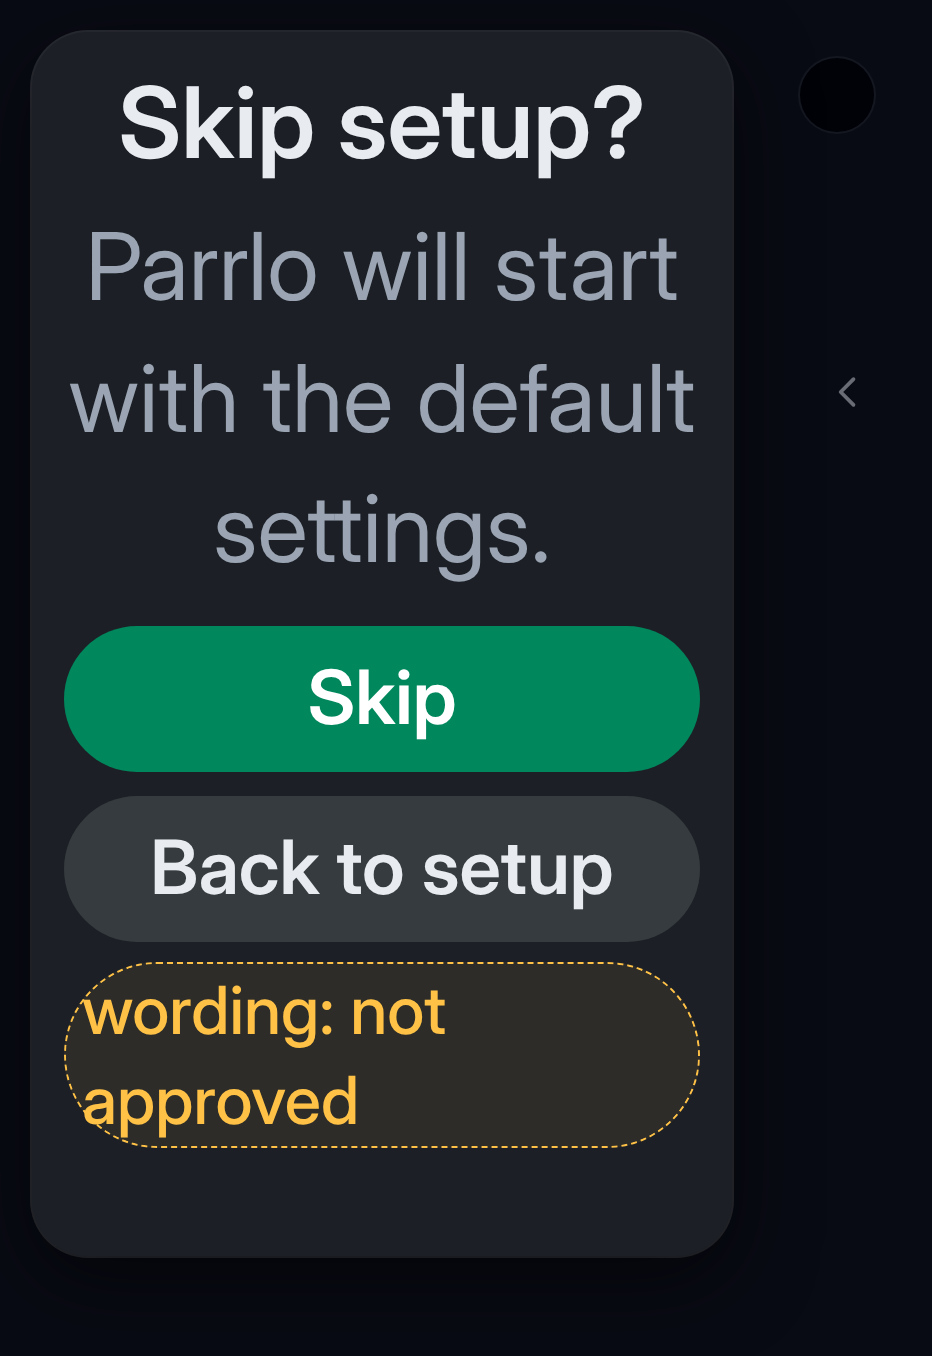 Skip setup?
Parrlo will start
with the default
settings.
Skip
Back to setup
wording: not
approved